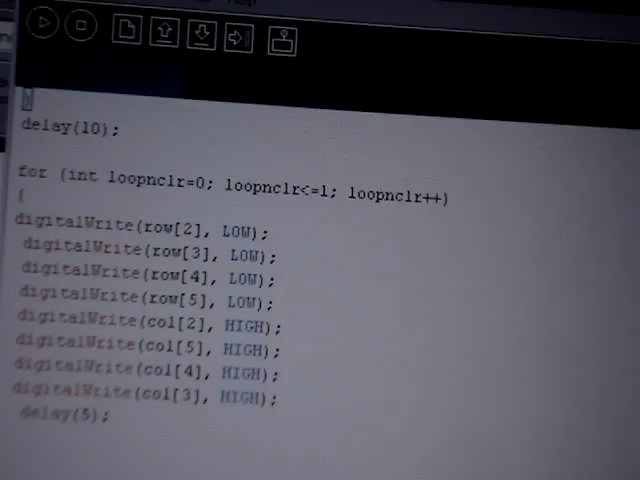 }
delay(10);
for (int loopnclr=0; loopnclr<=1; loopnclr++)
{
digitalWrite(row[2], LOW);
digitalWrite(row[3], LOW);
digitalWrite(row[4], LOW);
digitalWrite(row[5], LOW);
digitalWrite(col[2], HIGH);
digitalWrite(col[5], HIGH);
digitalWrite(col[4], HIGH);
digitalWrite(col[3], HIGH);
delay(5);